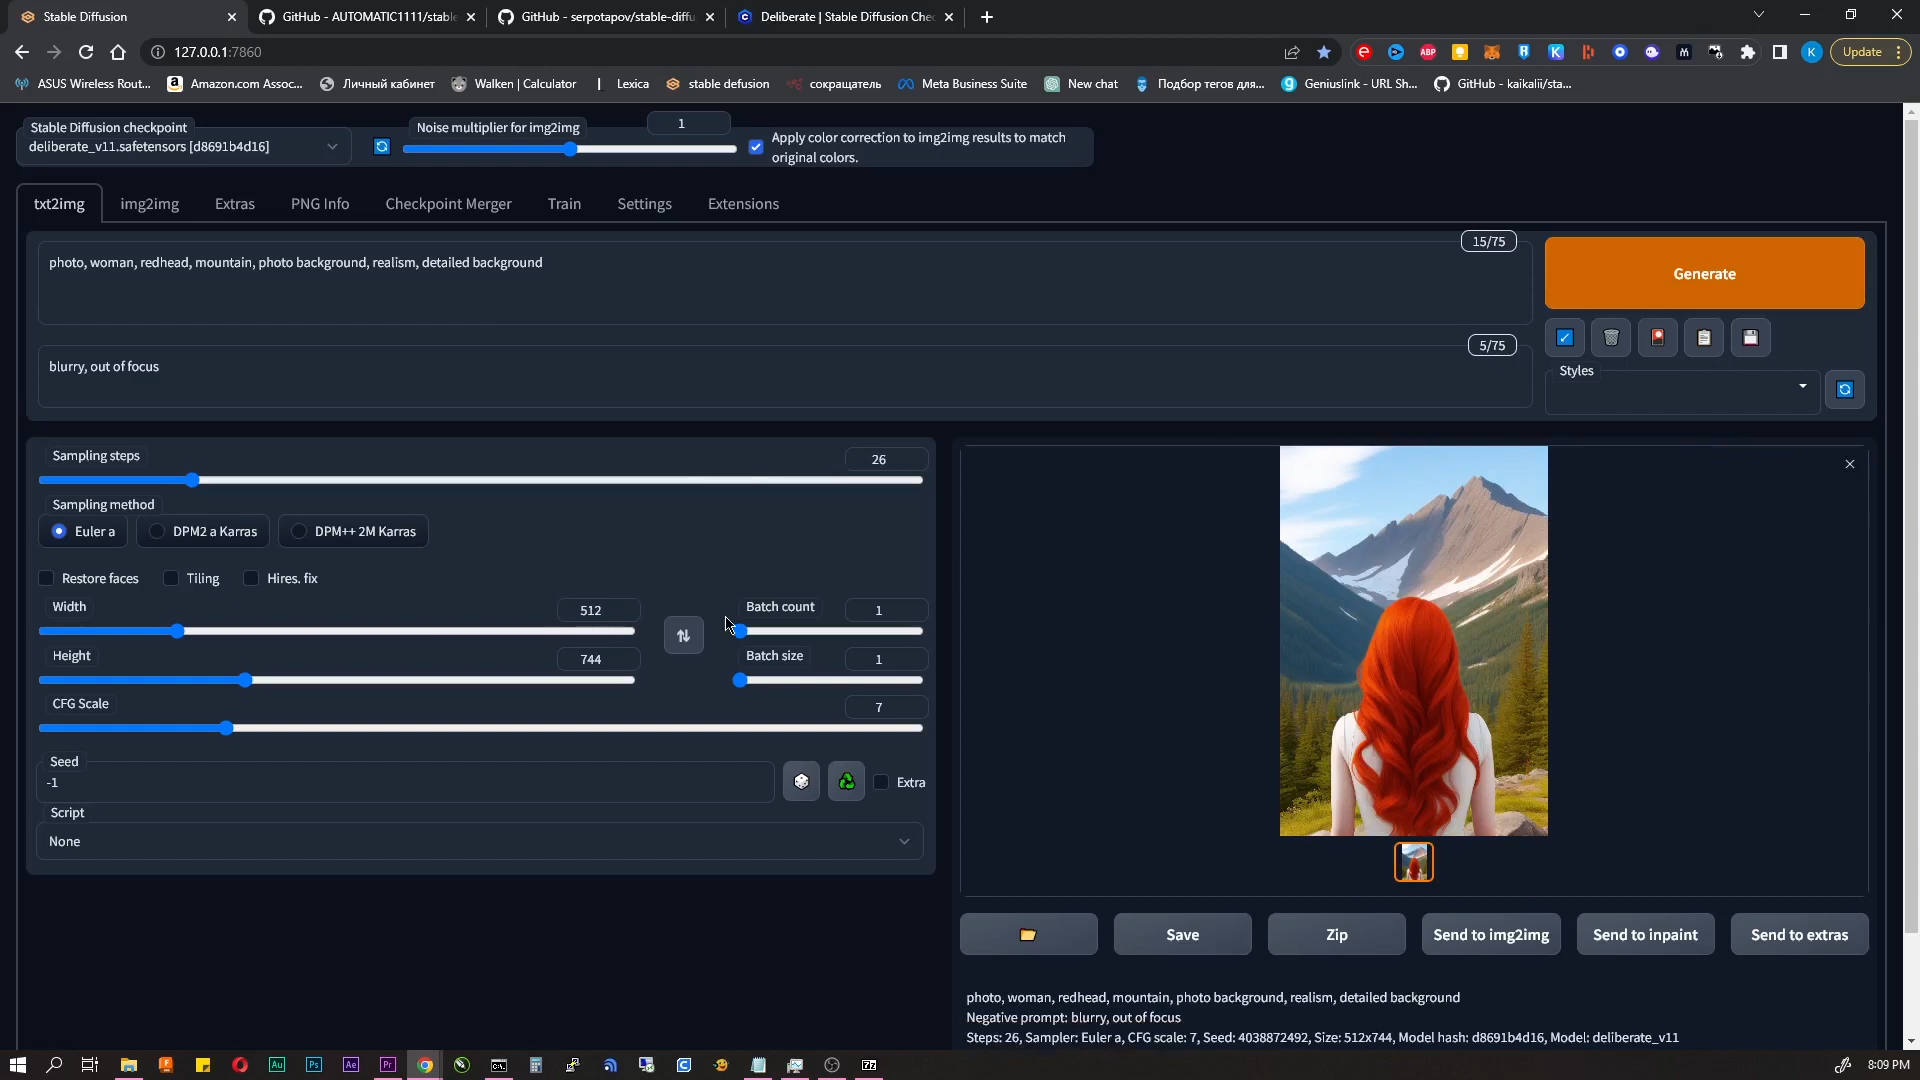 Stable Diffusion
GitHub - AUTOMATIC1111/stable
GitHub - serpotapov/stable-diffu
Deliberate | Stable Diffusion Chec
127.0.0.1:7860
Update
ASUS Wireless Rout...
Amazon.com Assoc...
Личный кабинет
Walken | Calculator
Lexica
stable defusion
сокращатель
Meta Business Suite
New chat
Подбор тегов для...
Geniuslink - URL Sh...
GitHub - kaikalii/sta...
Stable Diffusion checkpoint
deliberate_v11.safetensors [d8691b4d16]
Noise multiplier for img2img
1
Apply color correction to img2img results to match
original colors.
txt2img
img2img
Extras
PNG Info
Checkpoint Merger
Train
Settings
Extensions
15/75
photo, woman, redhead, mountain, photo background, realism, detailed background
Generate
5/75
blurry, out of focus
Styles
Sampling steps
26
Sampling method
Euler a
DPM2 a Karras
DPM++ 2M Karras
Restore faces
Tiling
Hires. fix
Width
512
Batch count
1
Height
744
Batch size
1
CFG Scale
7
Seed
-1
Extra
Script
None
Save
Zip
Send to img2img
Send to inpaint
Send to extras
photo, woman, redhead, mountain, photo background, realism, detailed background
Negative prompt: blurry, out of focus
Steps: 26, Sampler: Euler a, CFG scale: 7, Seed: 4038872492, Size: 512x744, Model hash: d8691b4d16, Model: deliberate_v11
8:09 PM